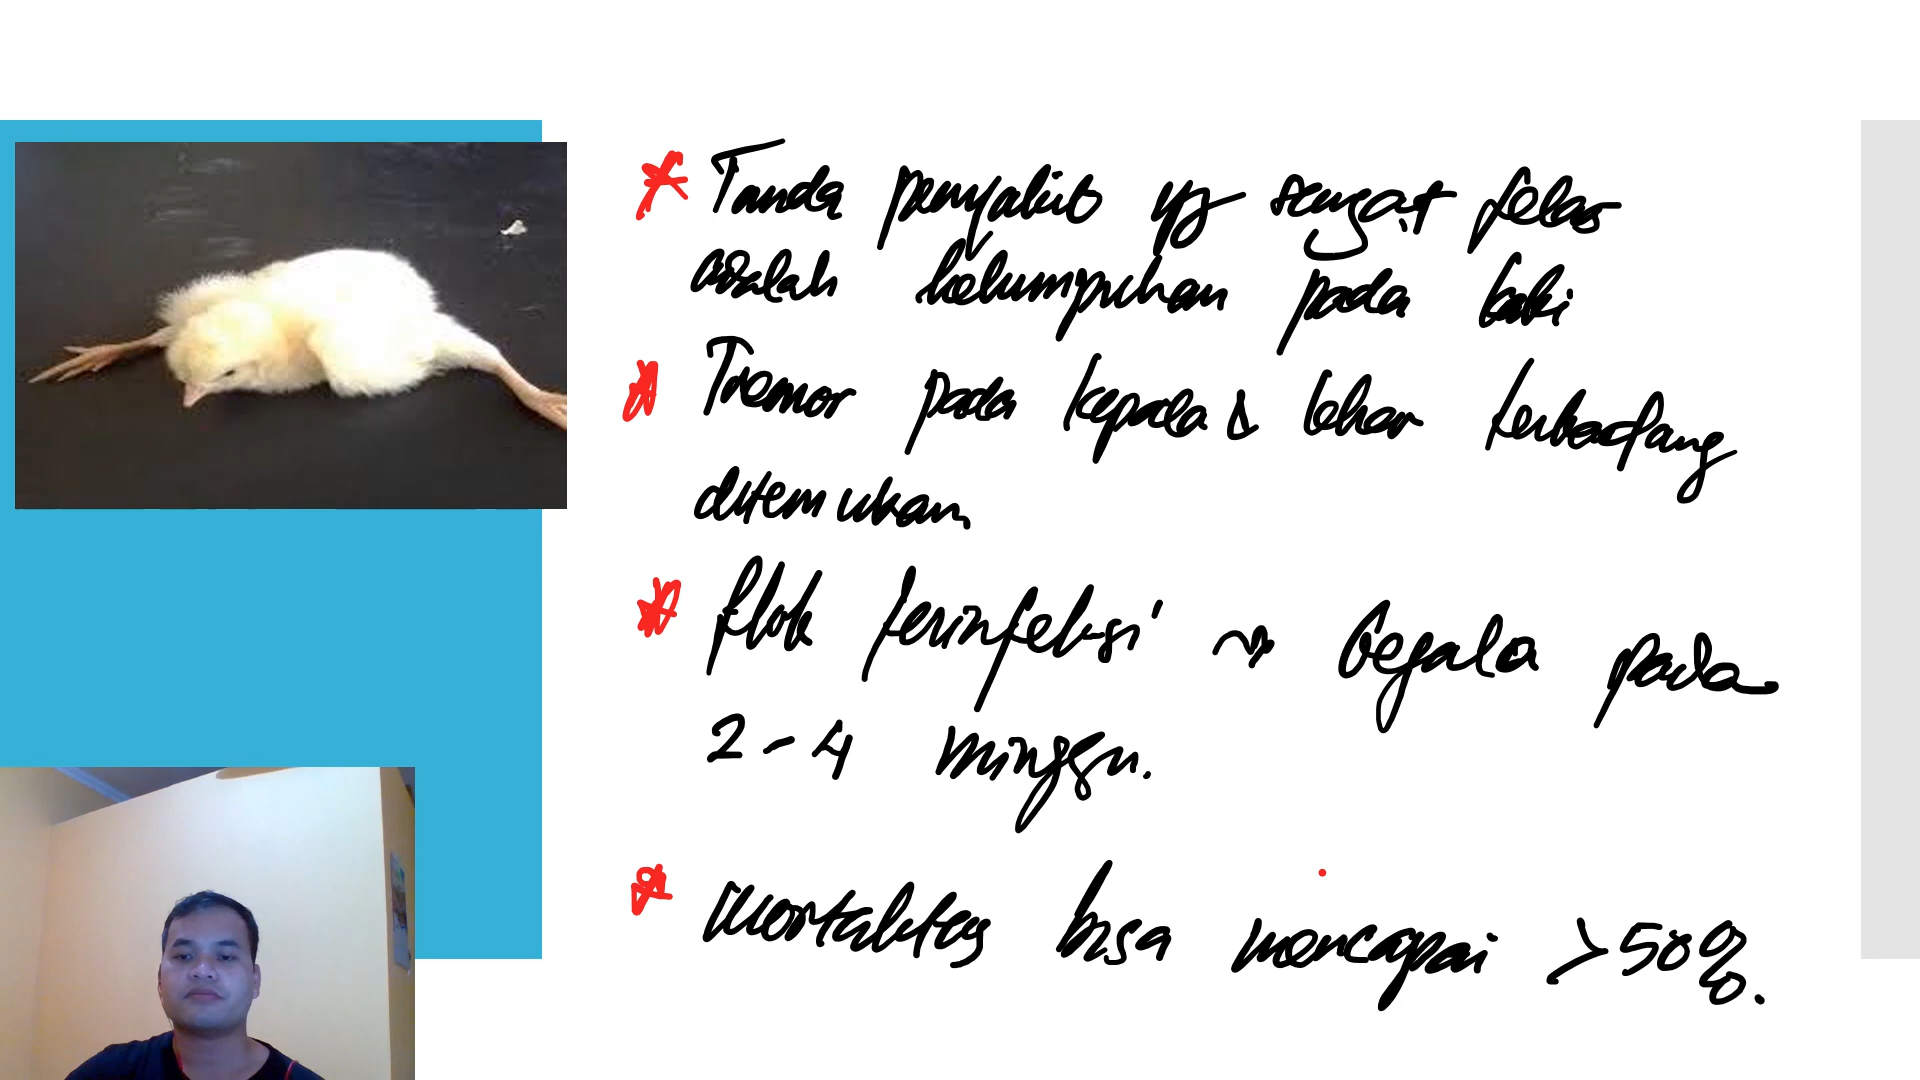 * Tanda penyakit yg sangat jelas
adalah kelumpuhan pada kaki
* Tremor pada kepala & leher terkadang
ditemukan
* flok terinfeksi ⇝ Gejala pada
2 - 4 minggu.
* mortalitas bisa mencapai >50%.